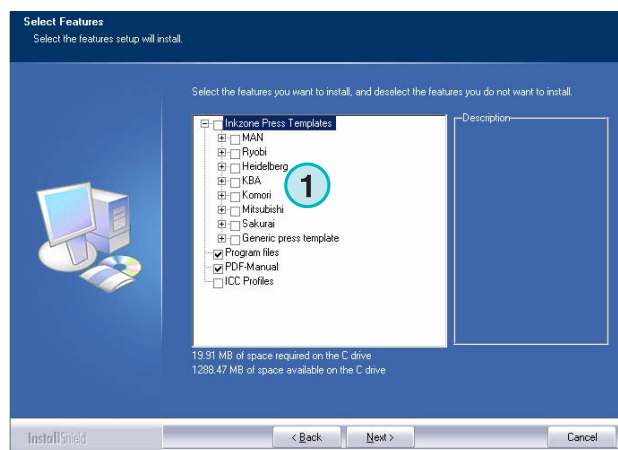 Select Features
Select the features setup will install.
Select the features you want to install, and deselect the features you do not want to install.
Inkzone Press Templates
Description
MAN
Ryobi
Heidelberg
KBA
1
Komori
Mitsubishi
Sakurai
Generic press template
Program files
PDF-Manual
ICC Profiles
19.91 MB of space required on the C drive
1288.47 MB of space available on the C drive
InstallShield
< Back
Next >
Cancel